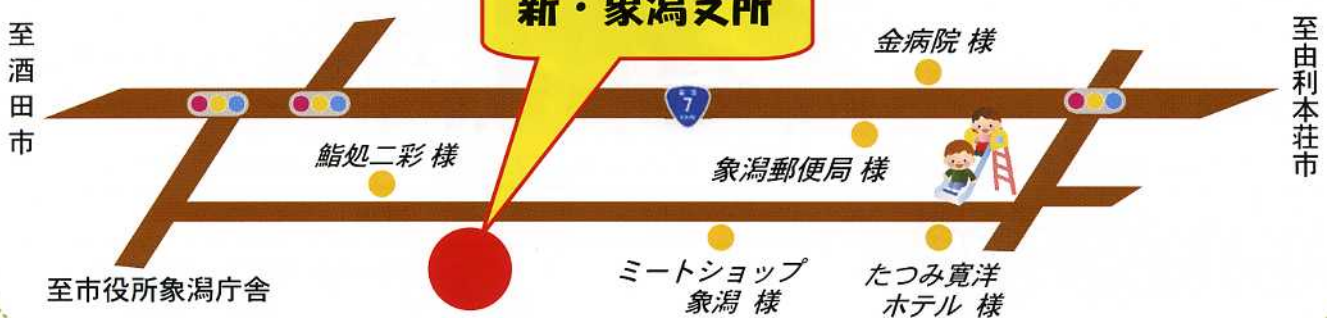 新・象潟支所
至酒田市
至由利本荘市
金病院 様
7
鮨処二彩 様
象潟郵便局 様
至市役所象潟庁舎
ミートショップ
象潟 様
たつみ寛洋
ホテル 様